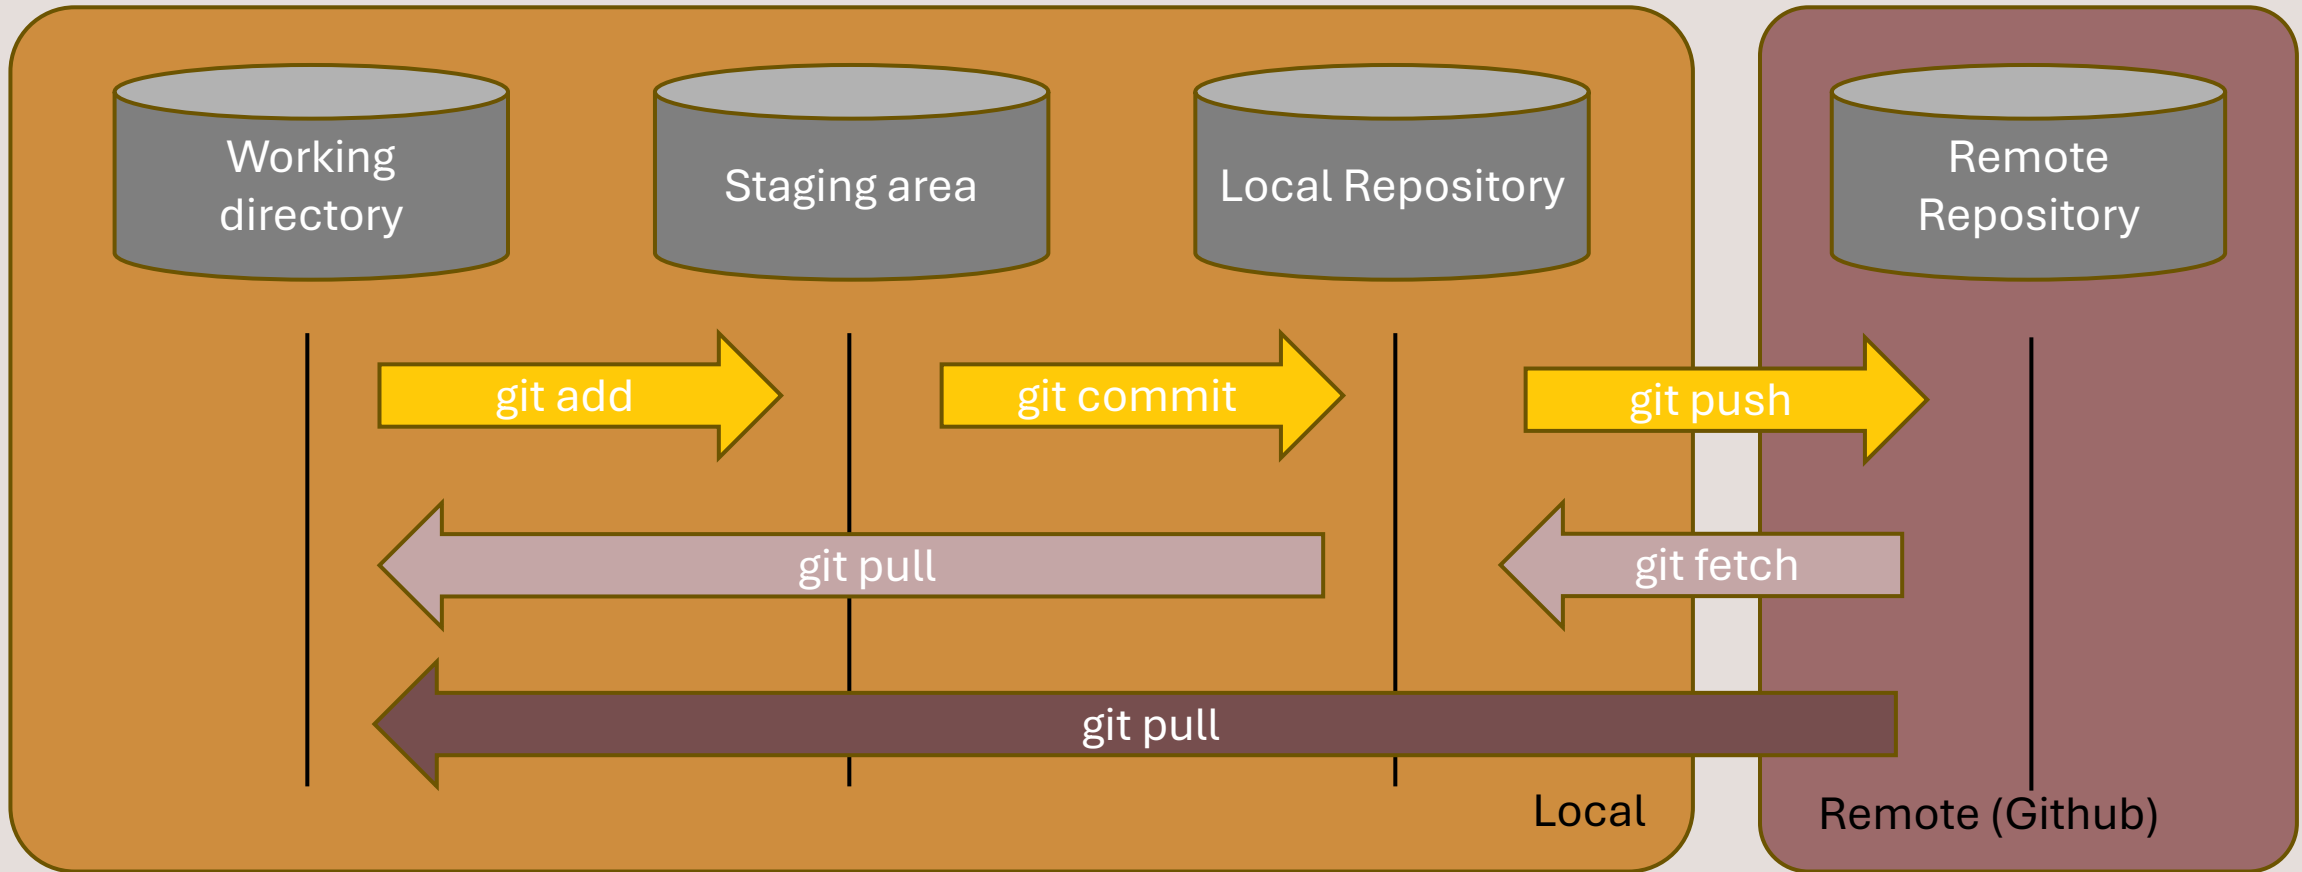 Working
directory
Staging area
Local Repository
Remote
Repository
git add
git commit
git push
git pull
git fetch
git pull
Local
Remote (Github)